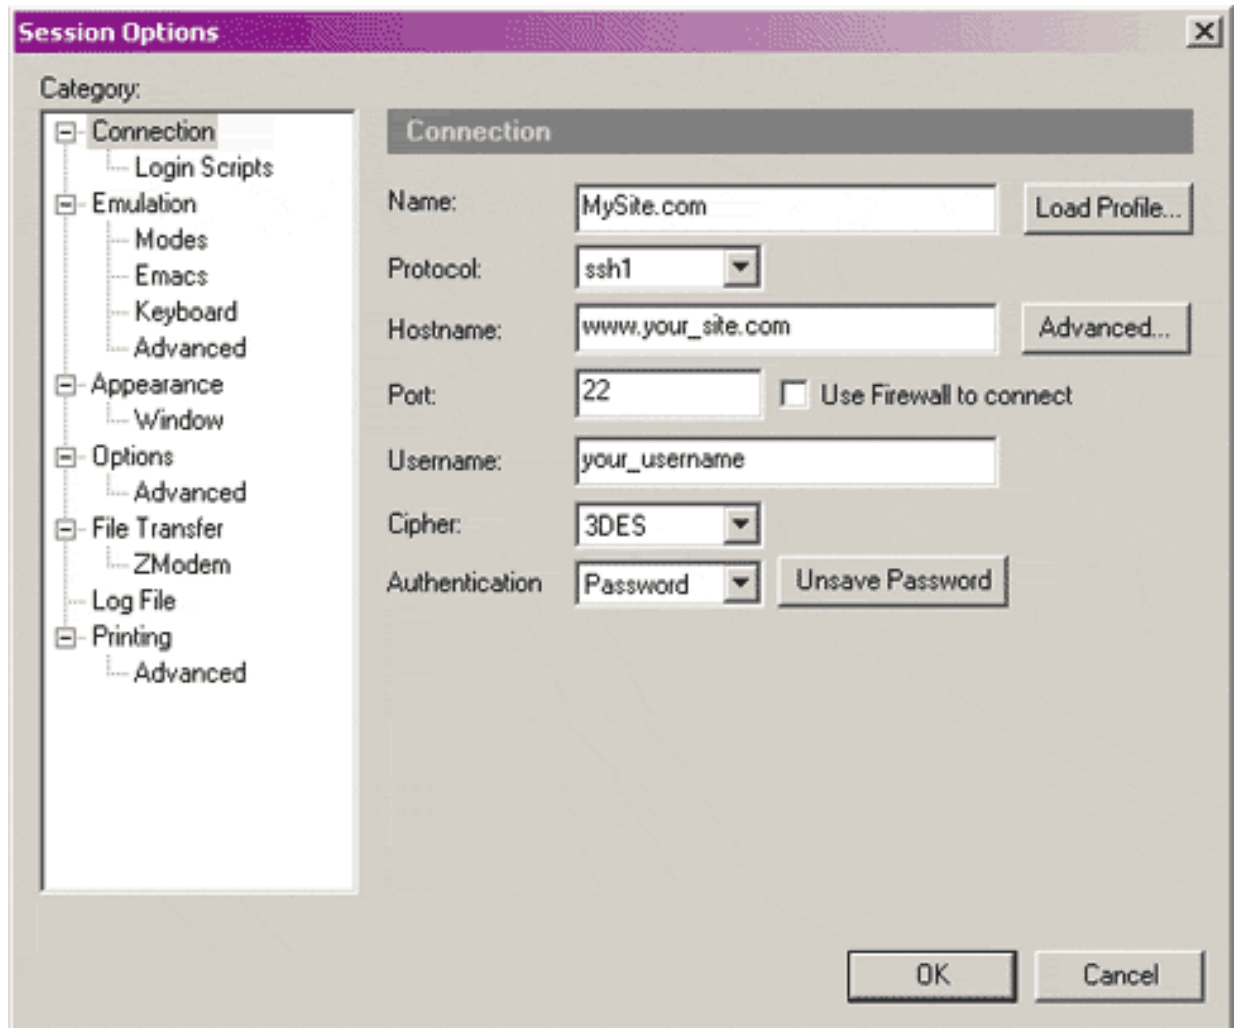 Session Options
Category:
Connection
Login Scripts
Emulation
Modes
Emacs
Keyboard
Advanced
Appearance
Window
Options
Advanced
File Transfer
ZModem
Log File
Printing
Advanced
Connection
Name: MySite.com Load Profile...
Protocol: ssh1
Hostname: www.your_site.com Advanced...
Port: 22 Use Firewall to connect
Username: your_username
Cipher: 3DES
Authentication Password Unsave Password
OK Cancel